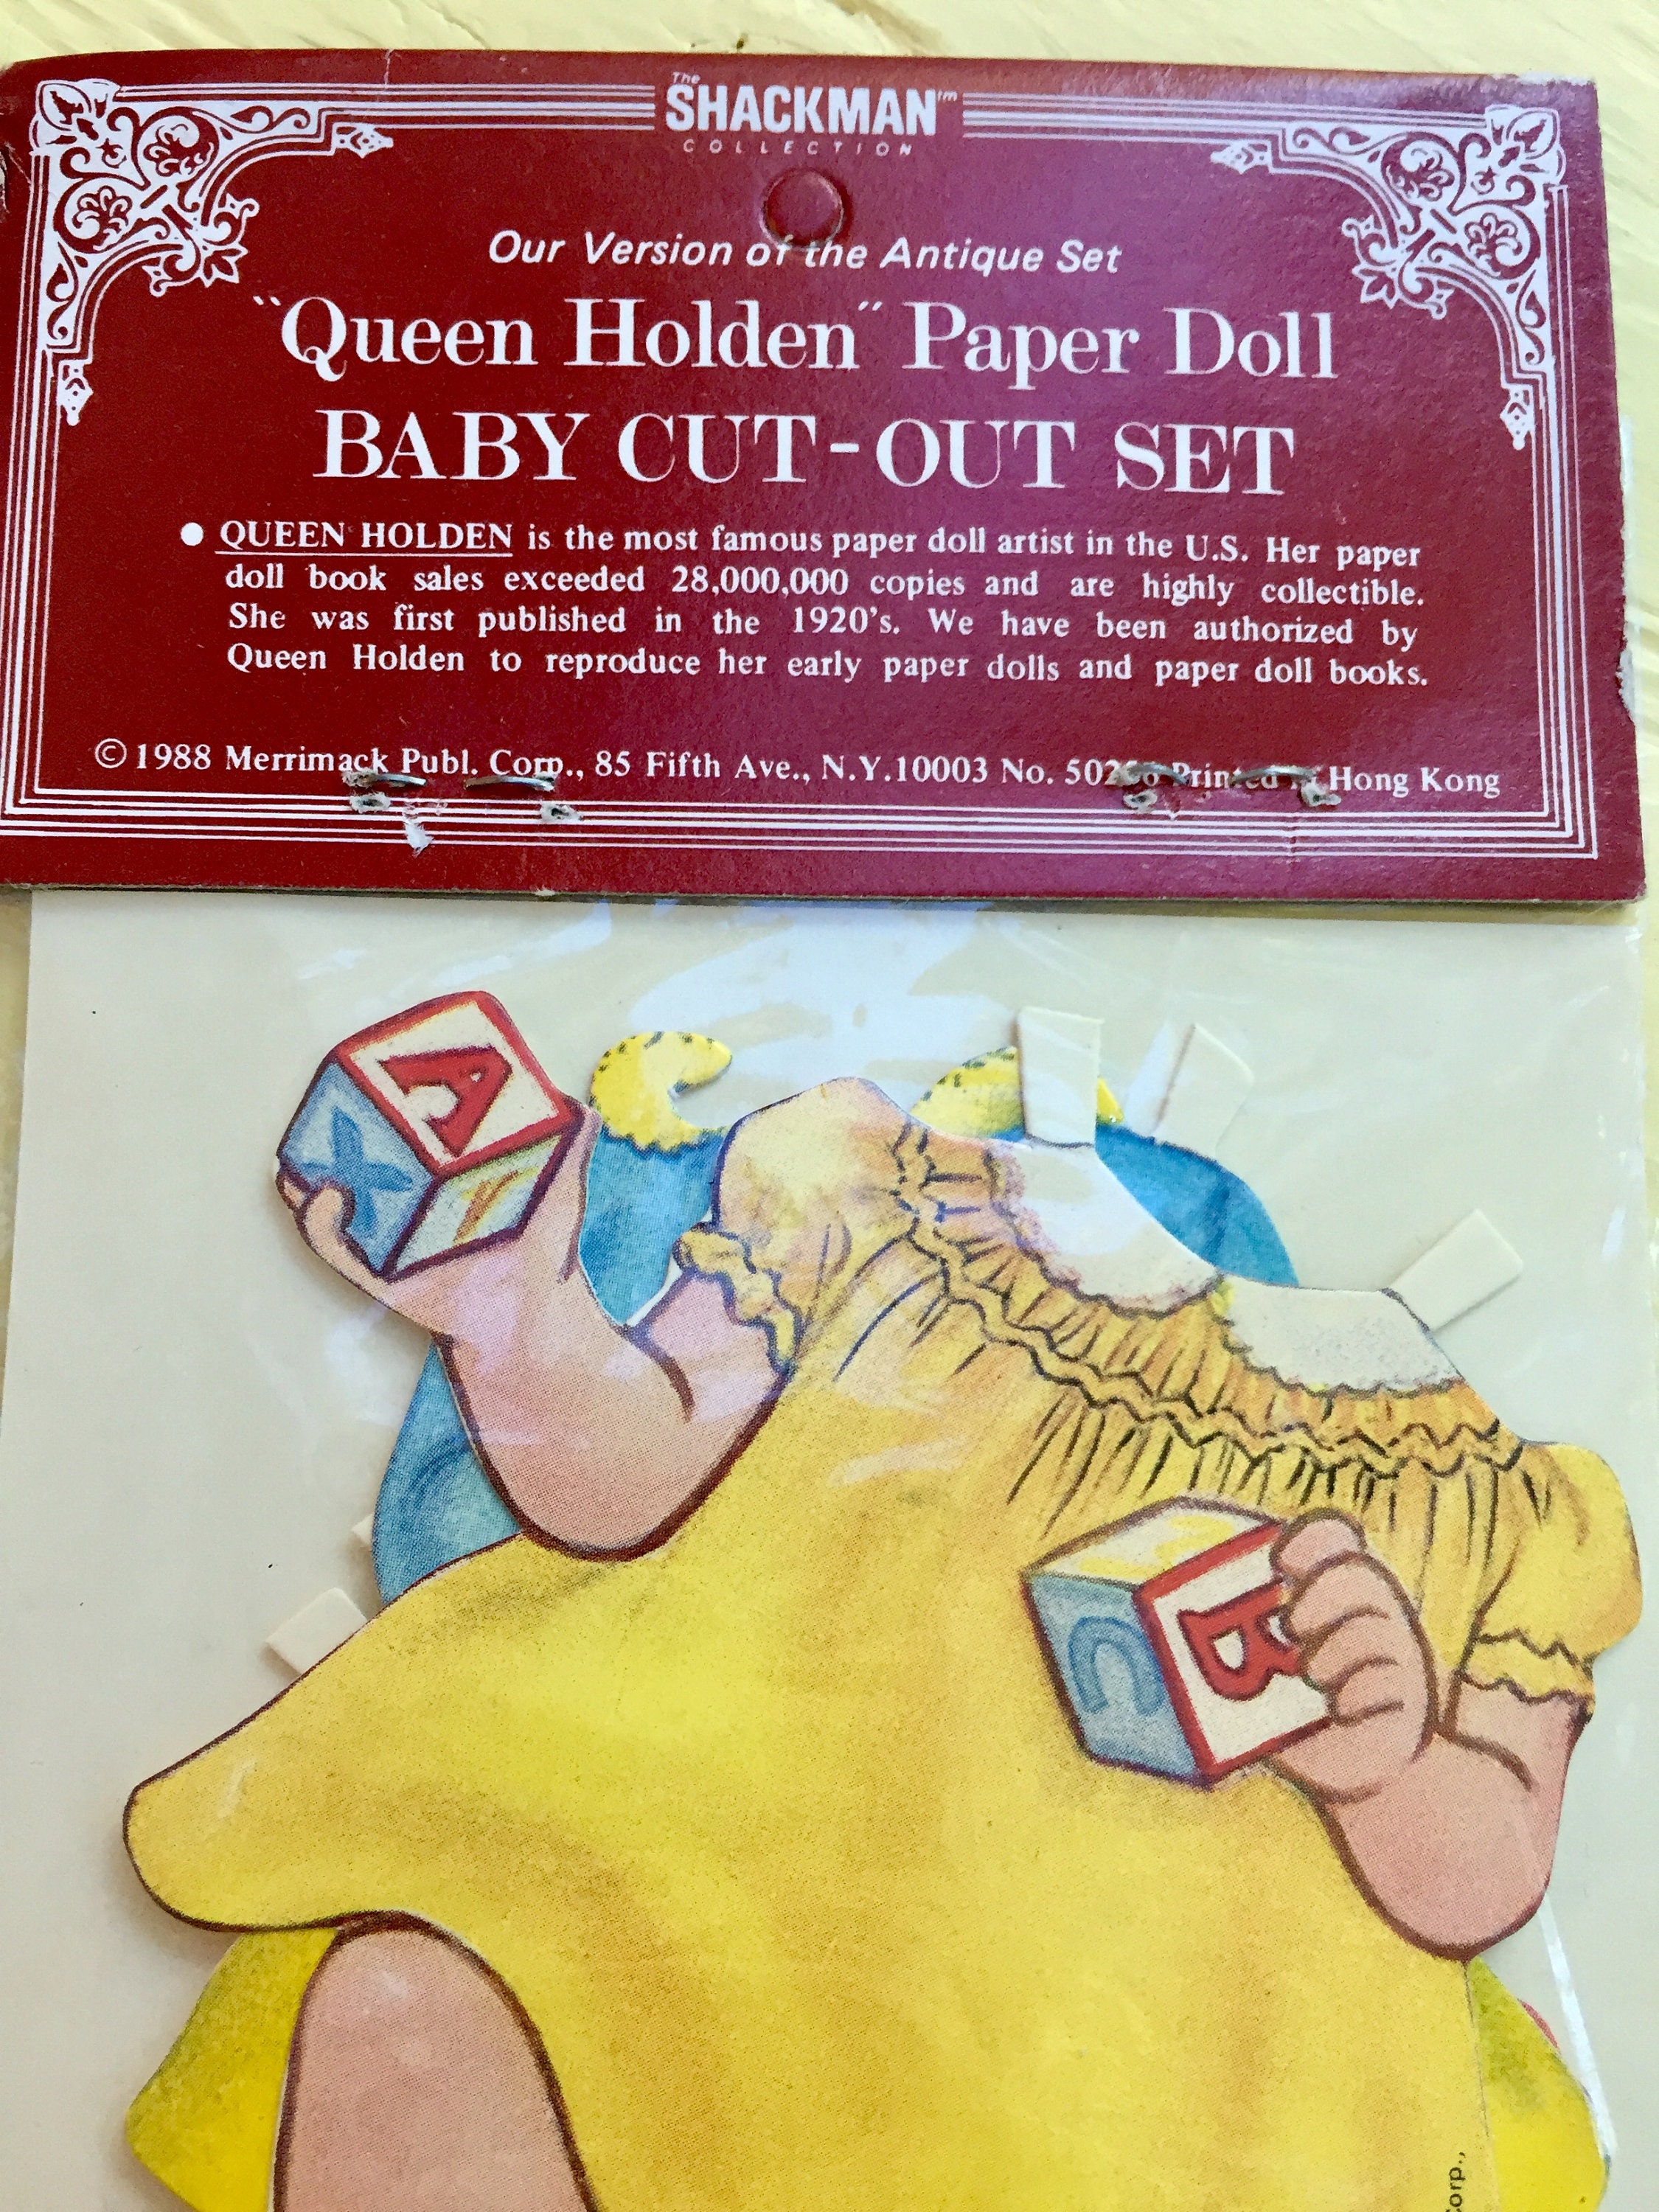 The
SHACKMAN™
COLLECTION
Our Version of the Antique Set
"Queen Holden" Paper Doll
BABY CUT-OUT SET
● QUEEN HOLDEN is the most famous paper doll artist in the U.S. Her paper
doll book sales exceeded 28,000,000 copies and are highly collectible.
She was first published in the 1920's. We have been authorized by
Queen Holden to reproduce her early paper dolls and paper doll books.
© 1988 Merrimack Publ. Corp., 85 Fifth Ave., N.Y.10003 No. Printed Hong Kong
A
X
B
C